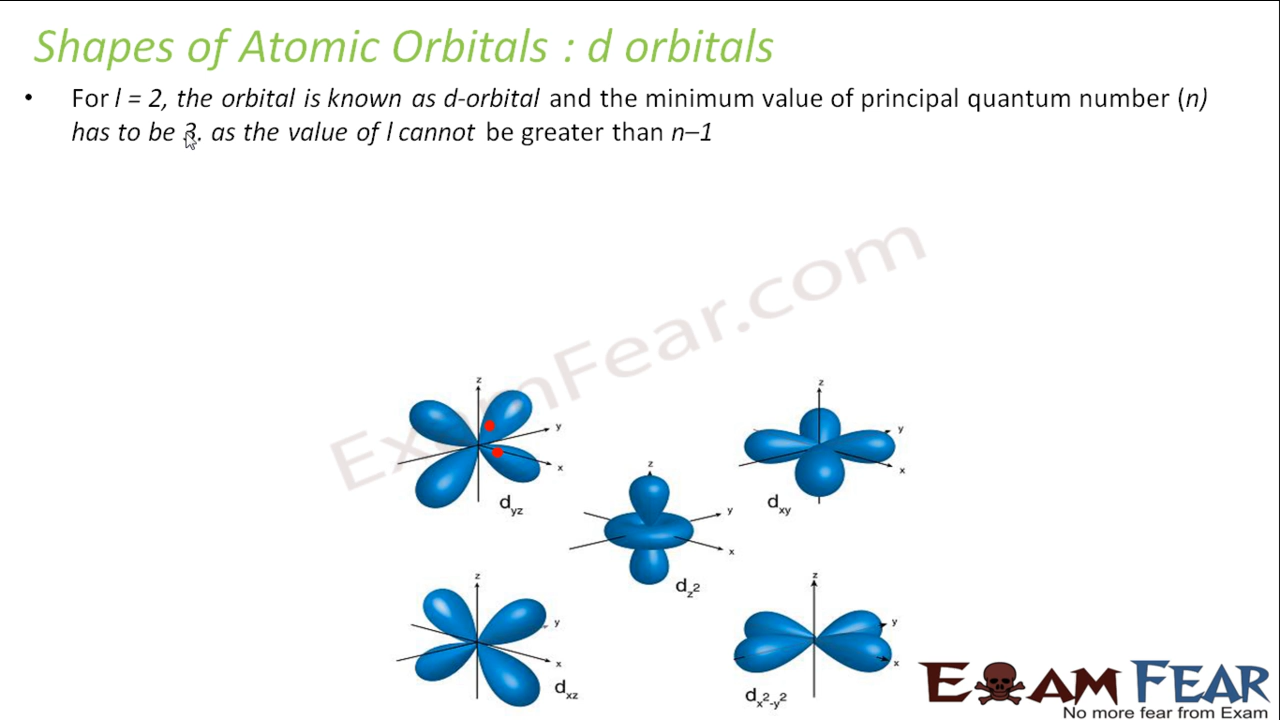 Shapes of Atomic Orbitals : d orbitals
• For l = 2, the orbital is known as d-orbital and the minimum value of principal quantum number (n)
has to be 3. as the value of l cannot be greater than n–1
ExamFear.com
z
y
x
dyz
z
y
x
dxy
z
y
x
dz2
z
y
x
dxz
z
y
x
dx2-y2
EXAM FEAR
No more fear from Exam